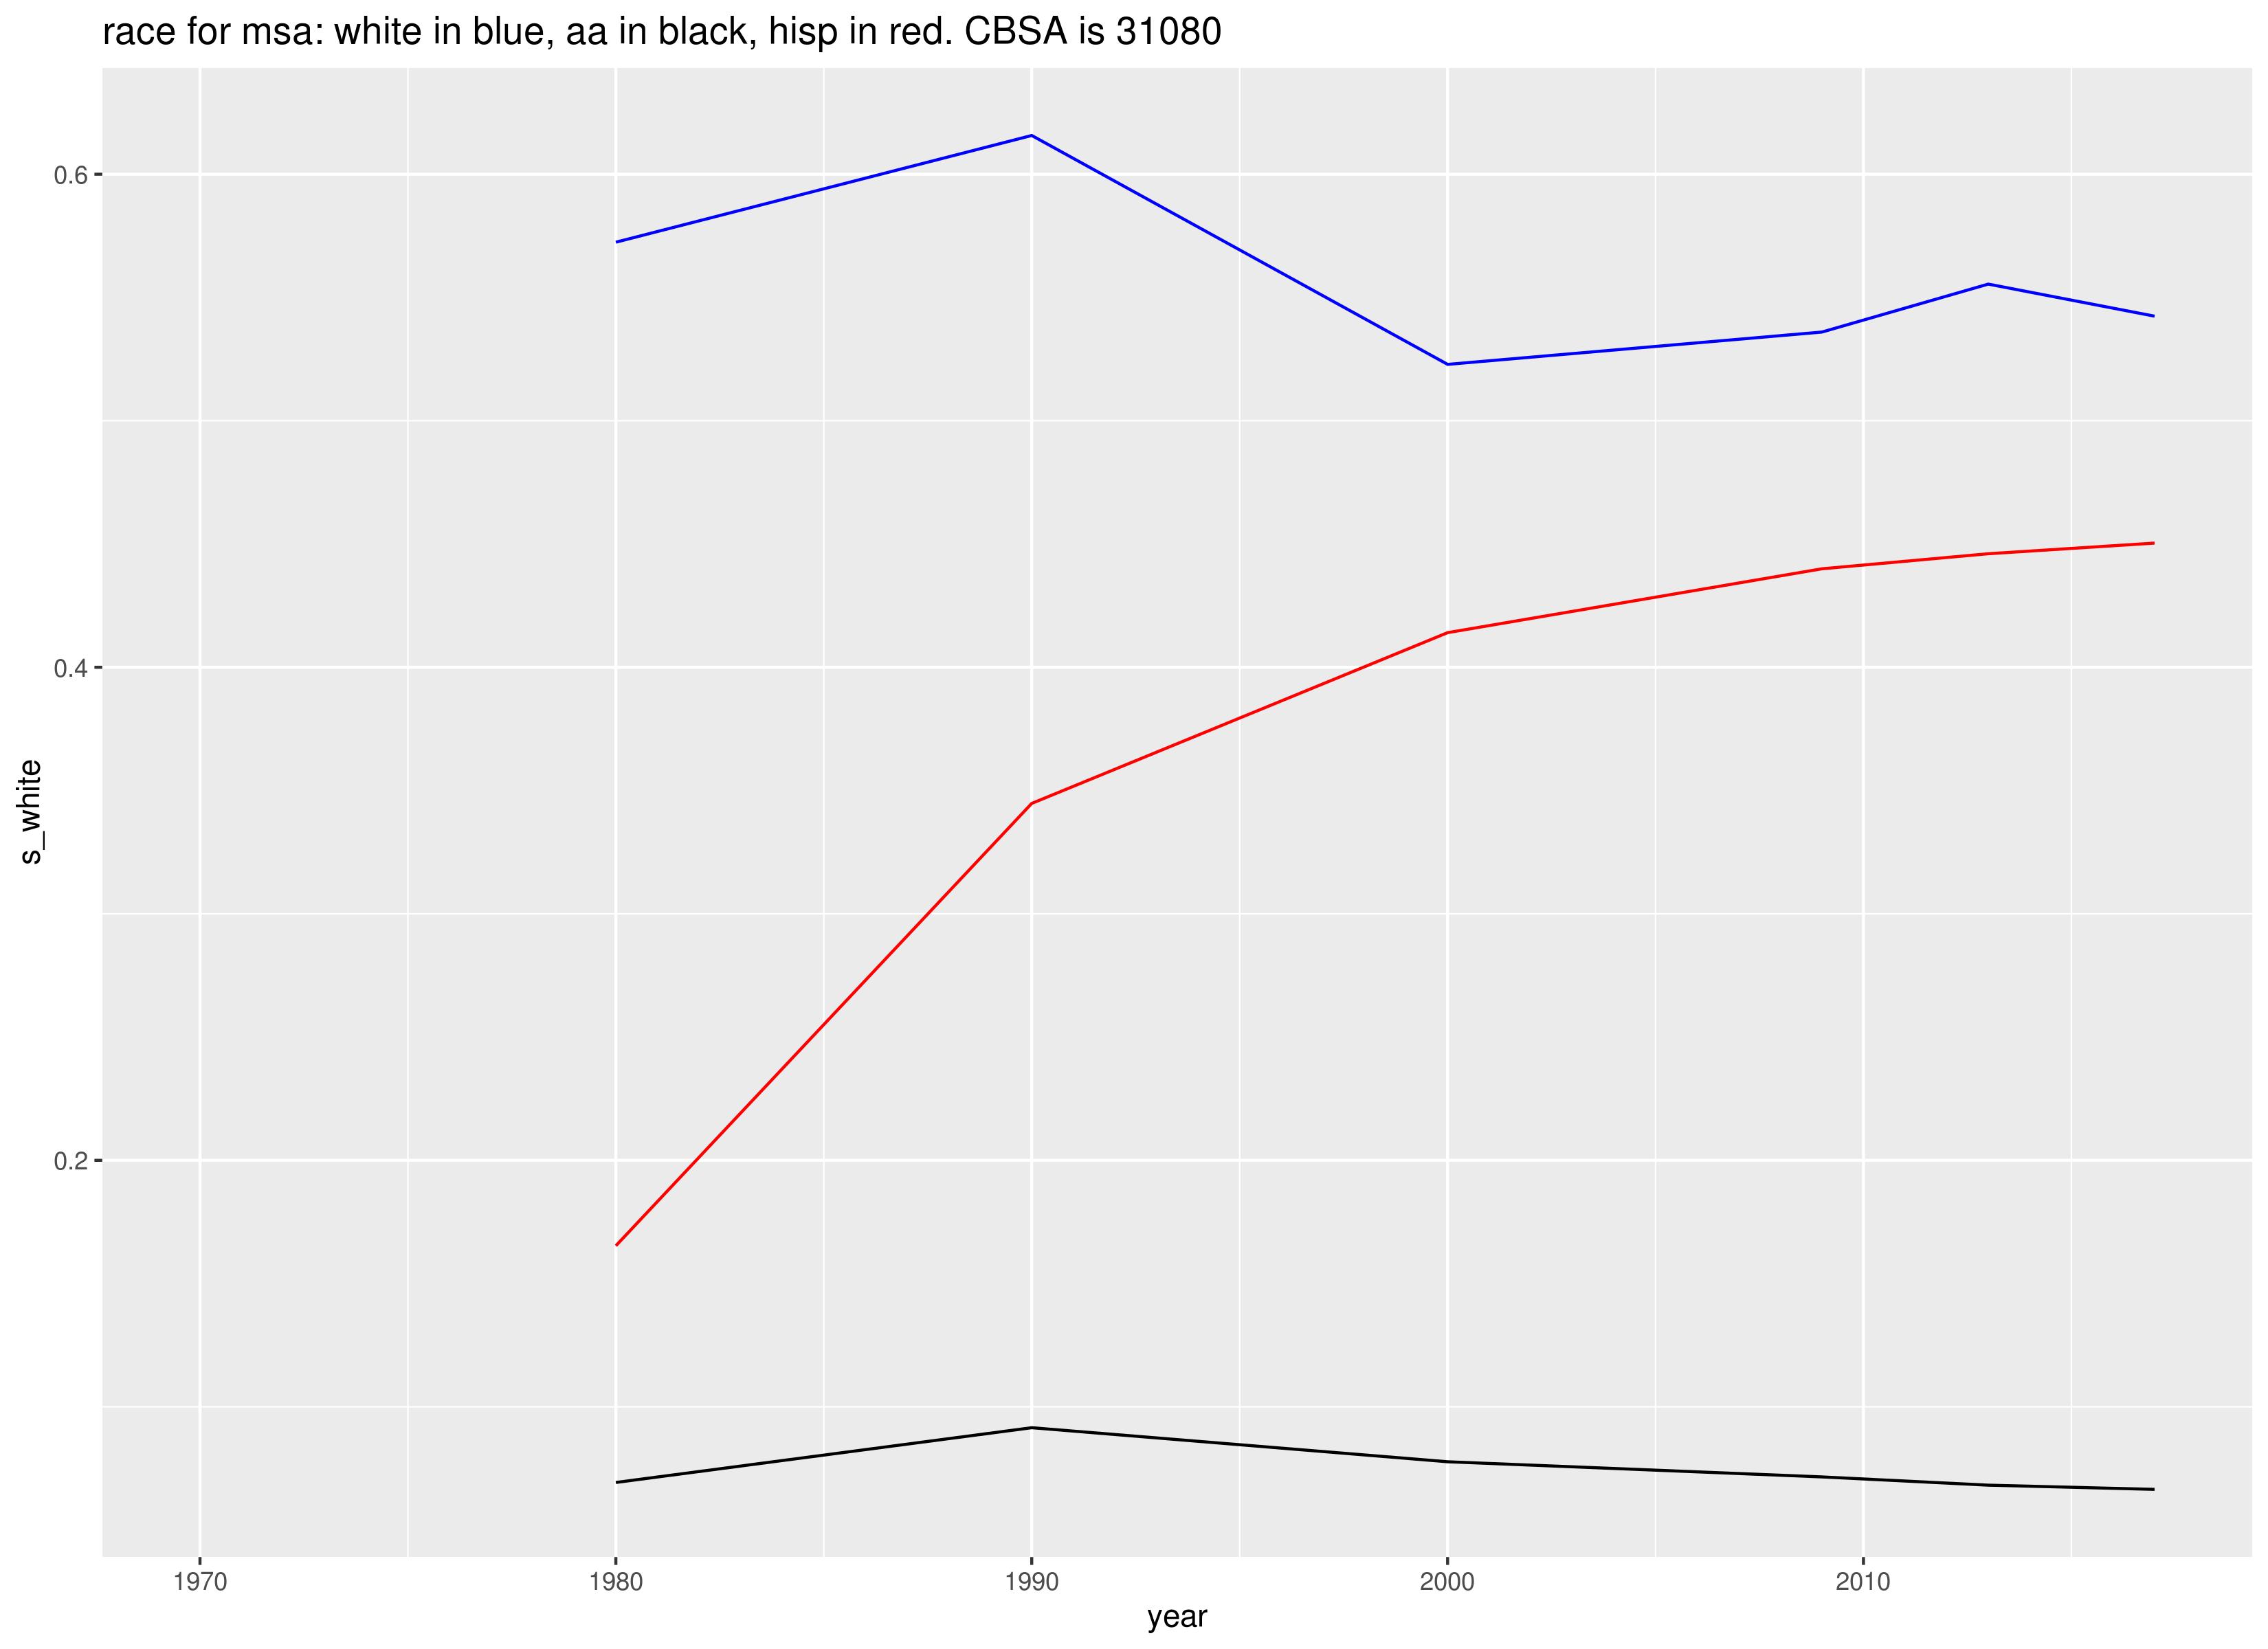 race for msa: white in blue, aa in black, hisp in red. CBSA is 31080
0.6
0.4
0.2
s_white
1970 1980 1990 2000 2010
year